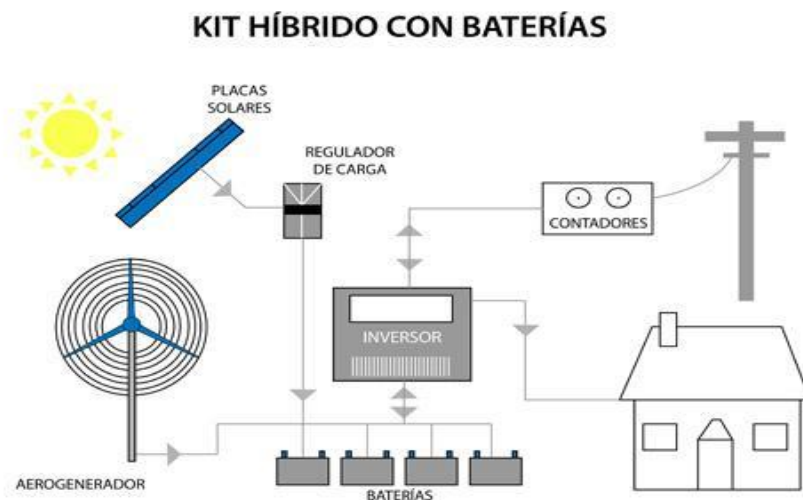 KIT HÍBRIDO CON BATERÍAS
PLACAS
SOLARES
REGULADOR
DE CARGA
CONTADORES
INVERSOR
AEROGENERADOR
BATERÍAS